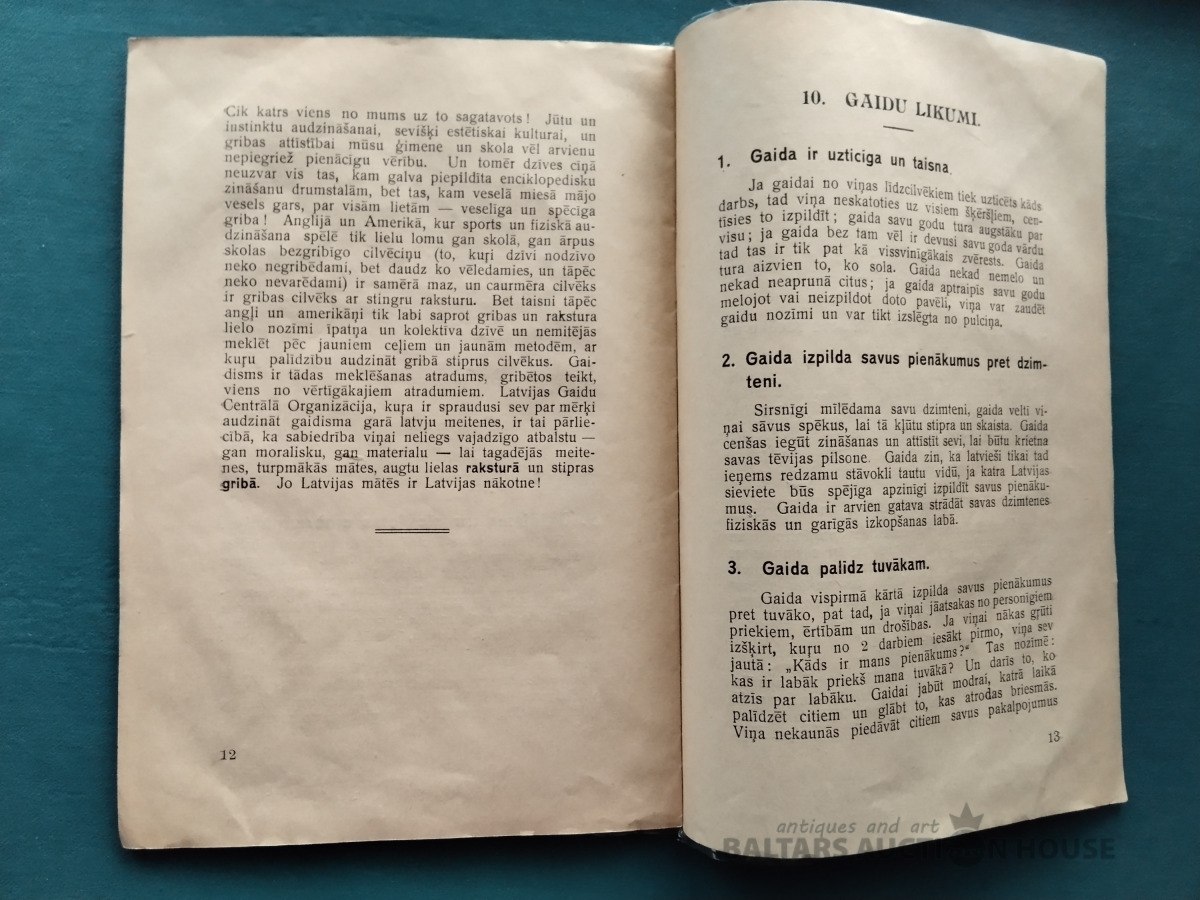 Cik katrs viens no mums uz to sagatavots! Jūtu un
instinktu audzināšanai, sevišķi estētiskai kulturai, un
gribas attīstībai mūsu ģimene un skola vēl arvienu
nepiegriež pienācīgu vērību. Un tomēr dzīves cīņā
neuzvar vis tas, kam galva piepildīta enciklopedisku
zināšanu drumstalām, bet tas, kam veselā miesā mājo
vesels gars, par visām lietām — veselīga un spēcīga
griba! Anglijā un Amerikā, kur sports un fiziskā au-
dzināšana spēlē tik lielu lomu gan skolā, gan ārpus
skolas bezgribīgo cilvēciņu (to, kuŗi dzīvi nodzīvo
neko negribēdami, bet daudz ko vēlēdamies, un tāpēc
neko nevarēdami) ir samērā maz, un caurmēra cilvēks
ir gribas cilvēks ar stingru raksturu. Bet taisni tāpēc
angļi un amerikāņi tik labi saprot gribas un rakstura
lielo nozīmi īpatņa un kolektīva dzīvē un nemitējās
meklēt pēc jauniem ceļiem un jaunām metodēm, ar
kuŗu palīdzību audzināt gribā stiprus cilvēkus. Gai-
disms ir tādas meklēšanas atradums, gribētos teikt,
viens no vērtīgākajiem atradumiem. Latvijas Gaidu
Centrālā Organizācija, kuŗa ir spraudusi sev par mērķi
audzināt gaidisma garā latvju meitenes, ir tai pārlie-
cībā, ka sabiedrība viņai neliegs vajadzīgo atbalstu —
gan moralisku, gan materialu — lai tagadējās meite-
nes, turpmākās mātes, augtu lielas raksturā un stipras
gribā. Jo Latvijas mātēs ir Latvijas nākotne!
12
10. GAIDU LIKUMI.
1. Gaida ir uzticīga un taisna.
Ja gaidai no viņas līdzcilvēkiem tiek uzticēts kāds
darbs, tad viņa neskatoties uz visiem šķēršļiem, cen-
tīsies to izpildīt; gaida savu godu tura augstāku par
visu; ja gaida bez tam vēl ir devusi savu goda vārdu
tad tas ir tik pat kā vissvinīgākais zvērests. Gaida
tura aizvien to, ko sola. Gaida nekad nemelo un
nekad neaprunā citus; ja gaida aptraipīs savu godu
melojot vai neizpildot doto pavēli, viņa var zaudēt
gaidu nozīmi un var tikt izslēgta no pulciņa.
2. Gaida izpilda savus pienākumus pret dzim-
teni.
Sirsnīgi mīlēdama savu dzimteni, gaida veltī vi-
ņai sāvus spēkus, lai tā kļūtu stipra un skaista. Gaida
cenšas iegūt zināšanas un attīstīt sevi, lai būtu krietna
savas tēvijas pilsone. Gaida zin, ka latvieši tikai tad
ieņems redzamu stāvokli tautu vidū, ja katra Latvijas
sieviete būs spējīga apzinīgi izpildīt savus pienāku-
mus. Gaida ir arvien gatava strādāt savas dzimtenes
fiziskās un garīgās izkopšanas labā.
3. Gaida palīdz tuvākam.
Gaida vispirmā kārtā izpilda savus pienākumus
pret tuvāko, pat tad, ja viņai jāatsakas no personīgiem
priekiem, ērtībām un drošības. Ja viņai nākas grūti
izšķirt, kuŗu no 2 darbiem iesākt pirmo, viņa sev
jautā: „Kāds ir mans pienākums?“ Tas nozīmē:
kas ir labāk priekš mana tuvākā? Un darīs to, ko
atzīs par labāku. Gaidai jabūt modrai, katrā laikā
palīdzēt citiem un glābt to, kas atrodas briesmās.
Viņa nekaunās piedāvāt citiem savus pakalpojumus
13
antiques and art
BALTARS AUCTION HOUSE